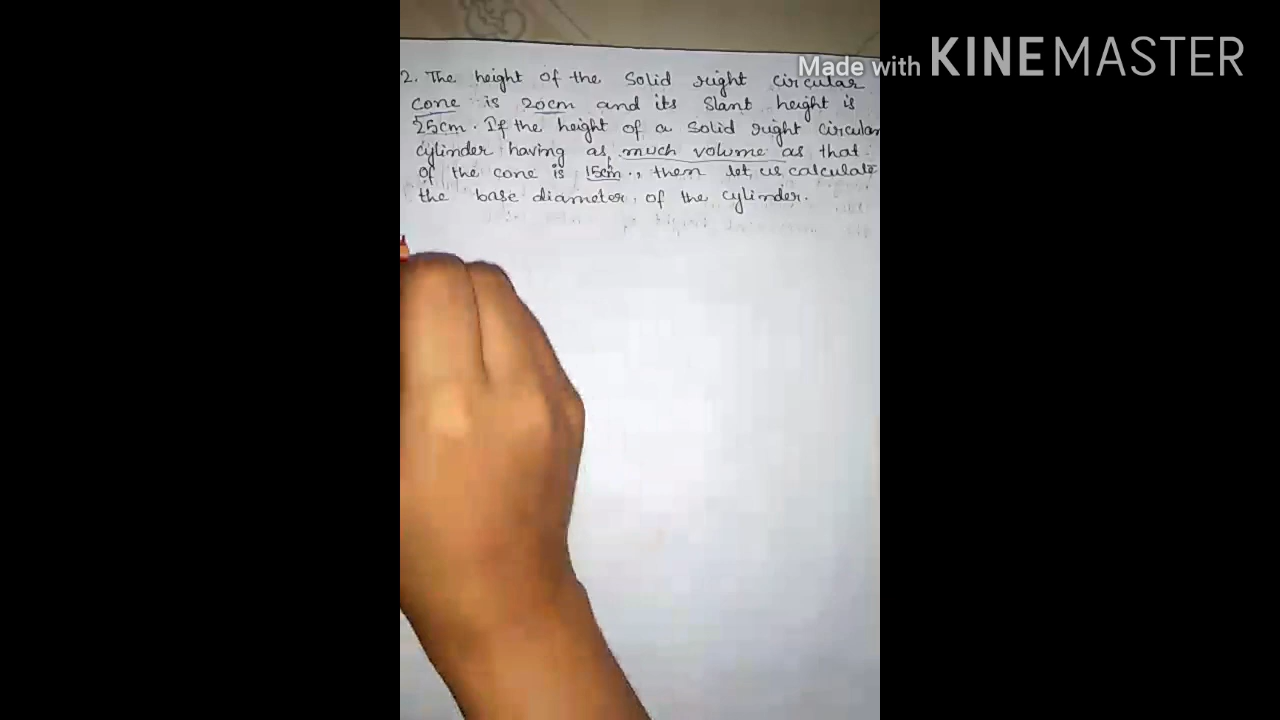 Made with KINEMASTER
2. The height of the solid right circular
cone is 20cm and its slant height is
25cm. If the height of a solid right circular
cylinder having as much volume as that
of the cone is 15cm., then let us calculate
the base diameter of the cylinder.